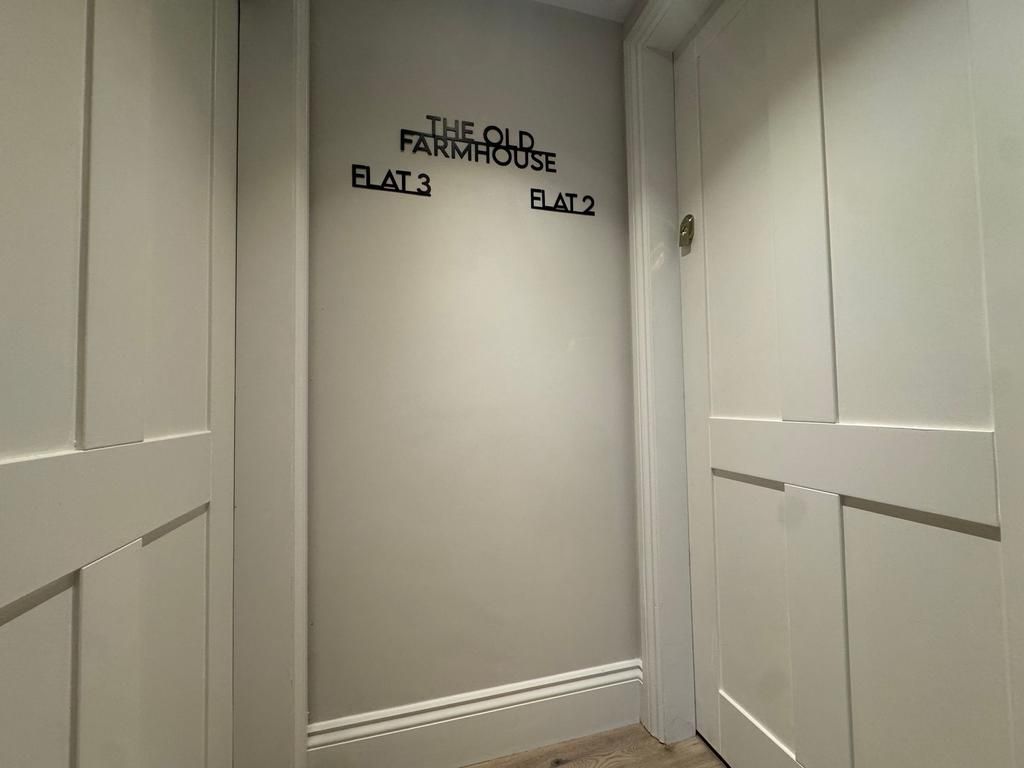 THE OLD
FARMHOUSE
FLAT 3
FLAT 2